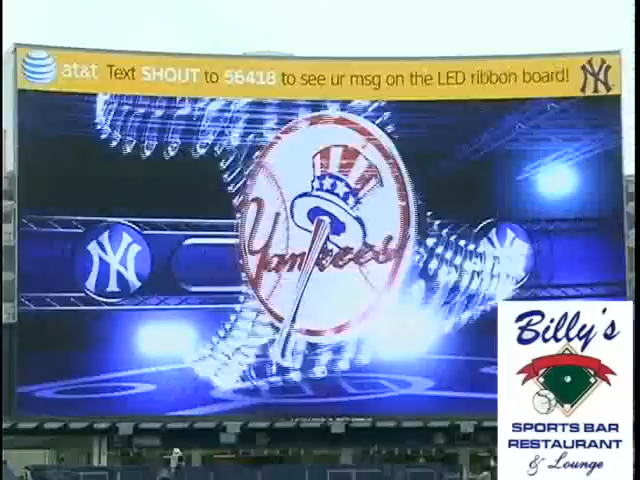 at&t Text SHOUT to 56418 to see ur msg on the LED ribbon board! NY
Yankees
NY
NY
Billy's
SPORTS BAR
RESTAURANT
& Lounge